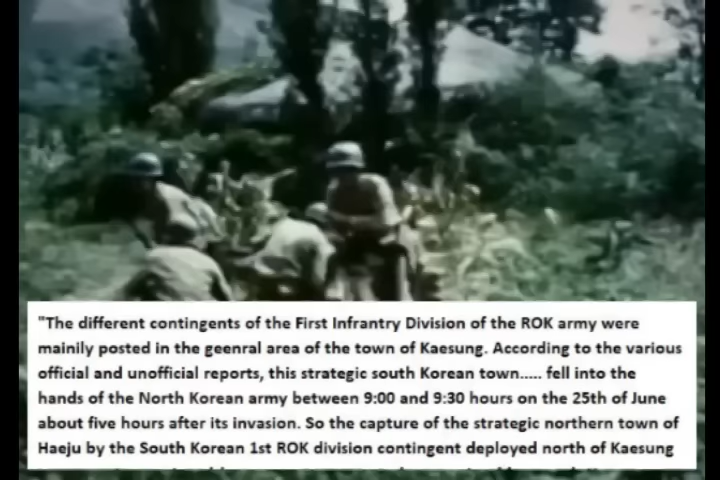 "The different contingents of the First Infrantry Division of the ROK army were
mainily posted in the geenral area of the town of Kaesung. According to the various
official and unofficial reports, this strategic south Korean town..... fell into the
hands of the North Korean army between 9:00 and 9:30 hours on the 25th of June
about five hours after its invasion. So the capture of the strategic northern town of
Haeju by the South Korean 1st ROK division contingent deployed north of Kaesung